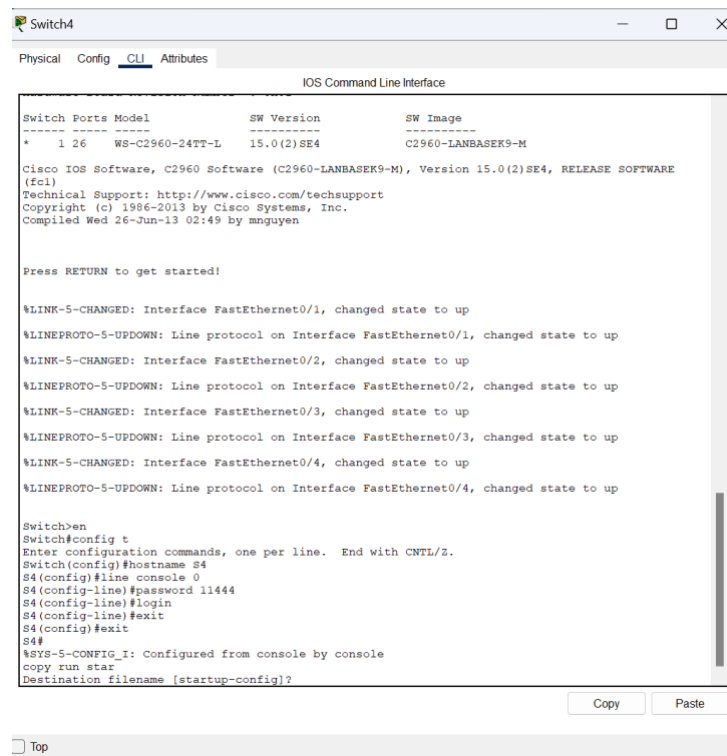 Switch4
Physical Config CLI Attributes
IOS Command Line Interface
Switch Ports Model SW Version SW Image
------ ----- ----- ---------- ----------
* 1 26 WS-C2960-24TT-L 15.0(2)SE4 C2960-LANBASEK9-M
Cisco IOS Software, C2960 Software (C2960-LANBASEK9-M), Version 15.0(2)SE4, RELEASE SOFTWARE
(fc1)
Technical Support: http://www.cisco.com/techsupport
Copyright (c) 1986-2013 by Cisco Systems, Inc.
Compiled Wed 26-Jun-13 02:49 by mnguyen
Press RETURN to get started!
%LINK-5-CHANGED: Interface FastEthernet0/1, changed state to up
%LINEPROTO-5-UPDOWN: Line protocol on Interface FastEthernet0/1, changed state to up
%LINK-5-CHANGED: Interface FastEthernet0/2, changed state to up
%LINEPROTO-5-UPDOWN: Line protocol on Interface FastEthernet0/2, changed state to up
%LINK-5-CHANGED: Interface FastEthernet0/3, changed state to up
%LINEPROTO-5-UPDOWN: Line protocol on Interface FastEthernet0/3, changed state to up
%LINK-5-CHANGED: Interface FastEthernet0/4, changed state to up
%LINEPROTO-5-UPDOWN: Line protocol on Interface FastEthernet0/4, changed state to up
Switch>en
Switch#config t
Enter configuration commands, one per line. End with CNTL/Z.
Switch(config)#hostname S4
S4(config)#line console 0
S4(config-line)#password 11444
S4(config-line)#login
S4(config-line)#exit
S4(config)#exit
S4#
%SYS-5-CONFIG_I: Configured from console by console
copy run star
Destination filename [startup-config]?
Copy Paste
Top